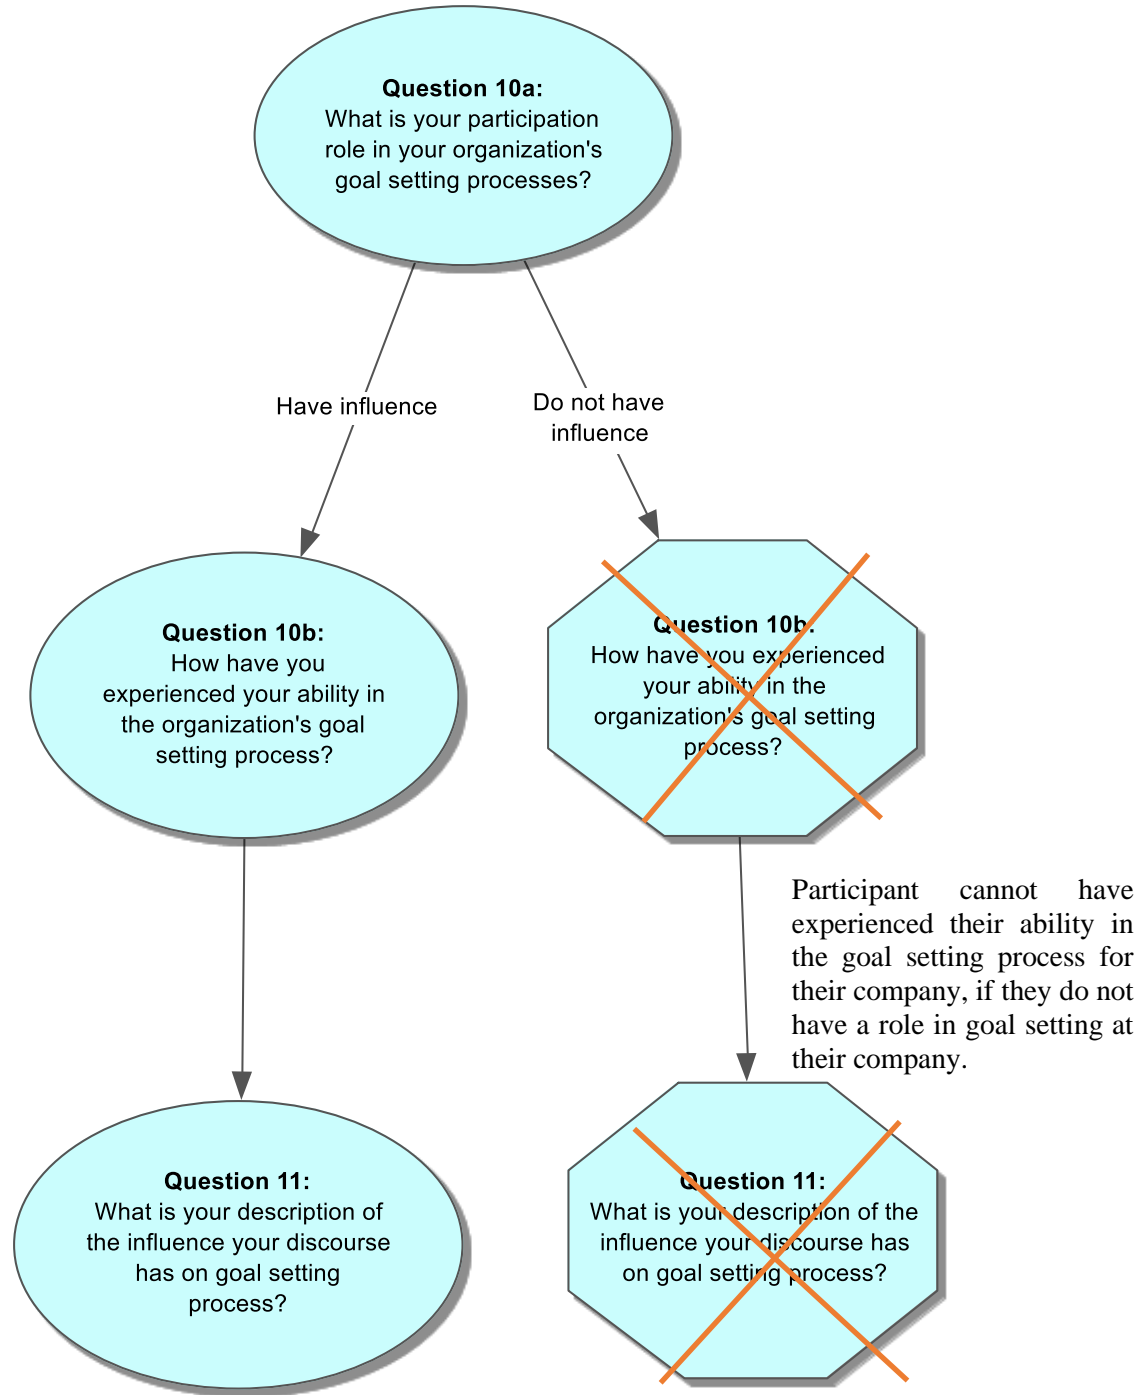 Question 10a:
What is your participation
role in your organization's
goal setting processes?
Have influence
Do not have
influence
Question 10b:
How have you
experienced your ability in
the organization's goal
setting process?
Question 10b:
How have you experienced
your ability in the
organization's goal setting
process?
Participant cannot have
experienced their ability in
the goal setting process for
their company, if they do not
have a role in goal setting at
their company.
Question 11:
What is your description of
the influence your discourse
has on goal setting
process?
Question 11:
What is your description of the
influence your discourse has
on goal setting process?